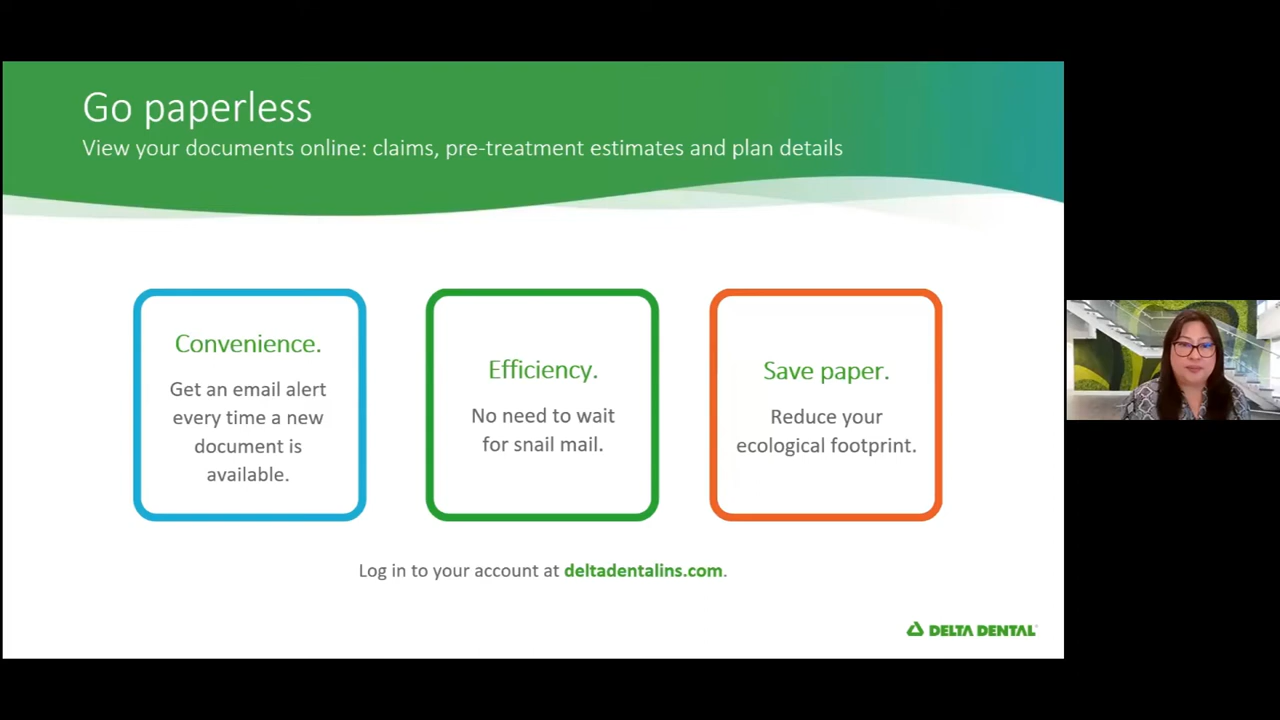 Go paperless
View your documents online: claims, pre-treatment estimates and plan details
Convenience.
Get an email alert
every time a new
document is
available.
Efficiency.
No need to wait
for snail mail.
Save paper.
Reduce your
ecological footprint.
Log in to your account at deltadentalins.com.
DELTA DENTAL®